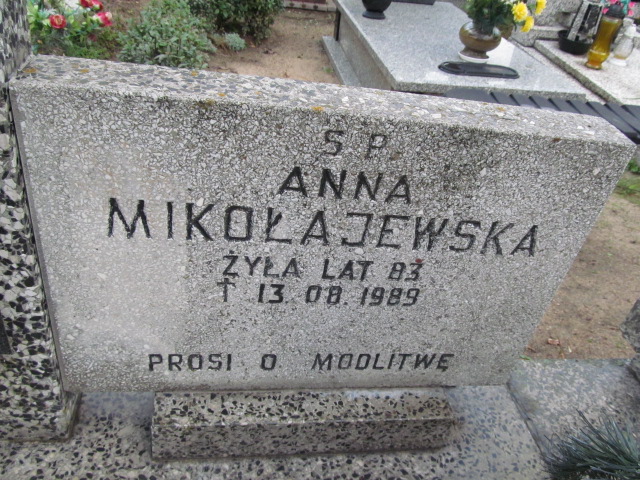 Ś P.
ANNA
MIKOŁAJEWSKA
ŻYŁA LAT 83
† 13.08.1989
PROSI O MODLITWĘ